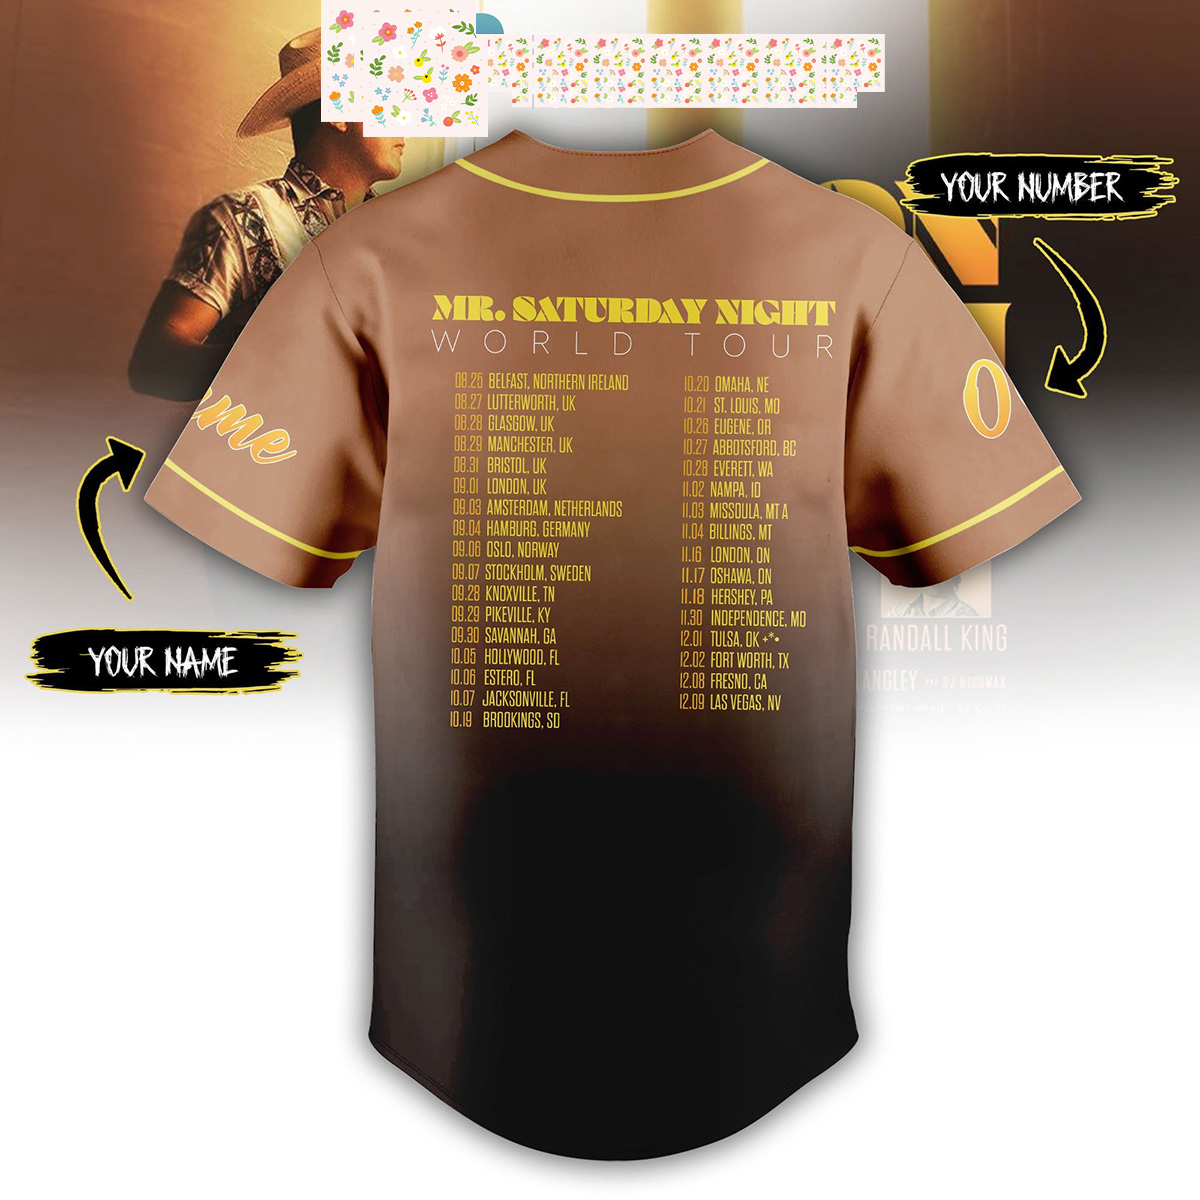 YOUR NUMBER
MR. SATURDAY NIGHT
WORLD TOUR
08.25 BELFAST, NORTHERN IRELAND
08.27 LUTTERWORTH, UK
08.28 GLASGOW, UK
08.29 MANCHESTER, UK
08.31 BRISTOL, UK
09.01 LONDON, UK
09.03 AMSTERDAM, NETHERLANDS
09.04 HAMBURG, GERMANY
09.06 OSLO, NORWAY
09.07 STOCKHOLM, SWEDEN
09.28 KNOXVILLE, TN
09.29 PIKEVILLE, KY
09.30 SAVANNAH, GA
10.05 HOLLYWOOD, FL
10.06 ESTERO, FL
10.07 JACKSONVILLE, FL
10.19 BROOKINGS, SD
10.20 OMAHA, NE
10.21 ST. LOUIS, MO
10.26 EUGENE, OR
10.27 ABBOTSFORD, BC
10.28 EVERETT, WA
11.02 NAMPA, ID
11.03 MISSOULA, MT A
11.04 BILLINGS, MT
11.16 LONDON, ON
11.17 OSHAWA, ON
11.18 HERSHEY, PA
11.30 INDEPENDENCE, MO
12.01 TULSA, OK +*•
12.02 FORT WORTH, TX
12.08 FRESNO, CA
12.09 LAS VEGAS, NV
ame
0
YOUR NAME
RANDALL KING
ANGLEY AND DJ HISHMAX